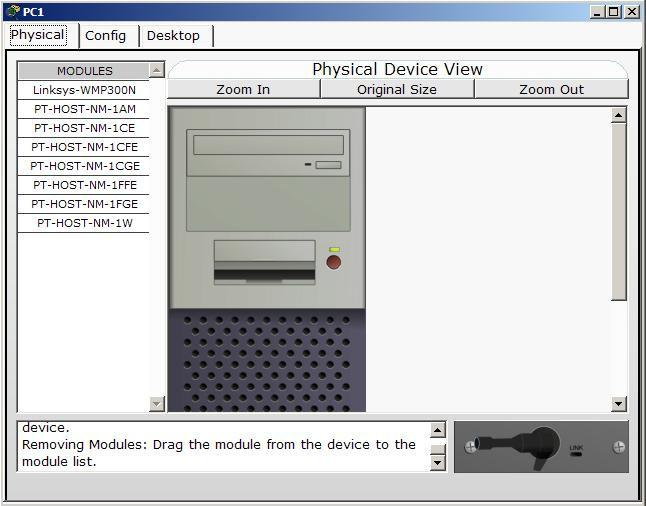 PC1
Physical
Config
Desktop
MODULES
Linksys-WMP300N
PT-HOST-NM-1AM
PT-HOST-NM-1CE
PT-HOST-NM-1CFE
PT-HOST-NM-1CGE
PT-HOST-NM-1FFE
PT-HOST-NM-1FGE
PT-HOST-NM-1W
Physical Device View
Zoom In
Original Size
Zoom Out
device.
Removing Modules: Drag the module from the device to the
module list.
LINK